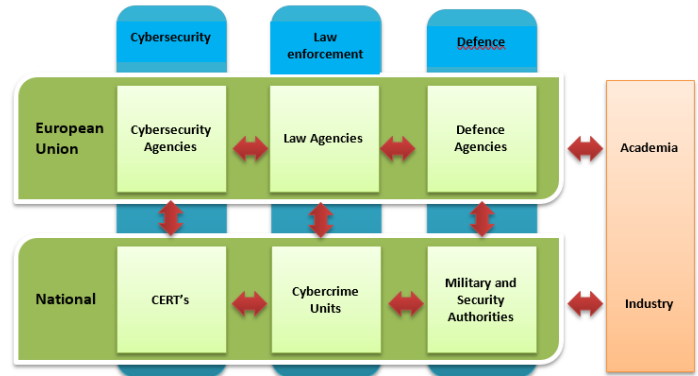 Cybersecurity
Law
enforcement
Defence
European
Union
Cybersecurity
Agencies
Law Agencies
Defence
Agencies
Academia
National
CERT's
Cybercrime
Units
Military and
Security
Authorities
Industry